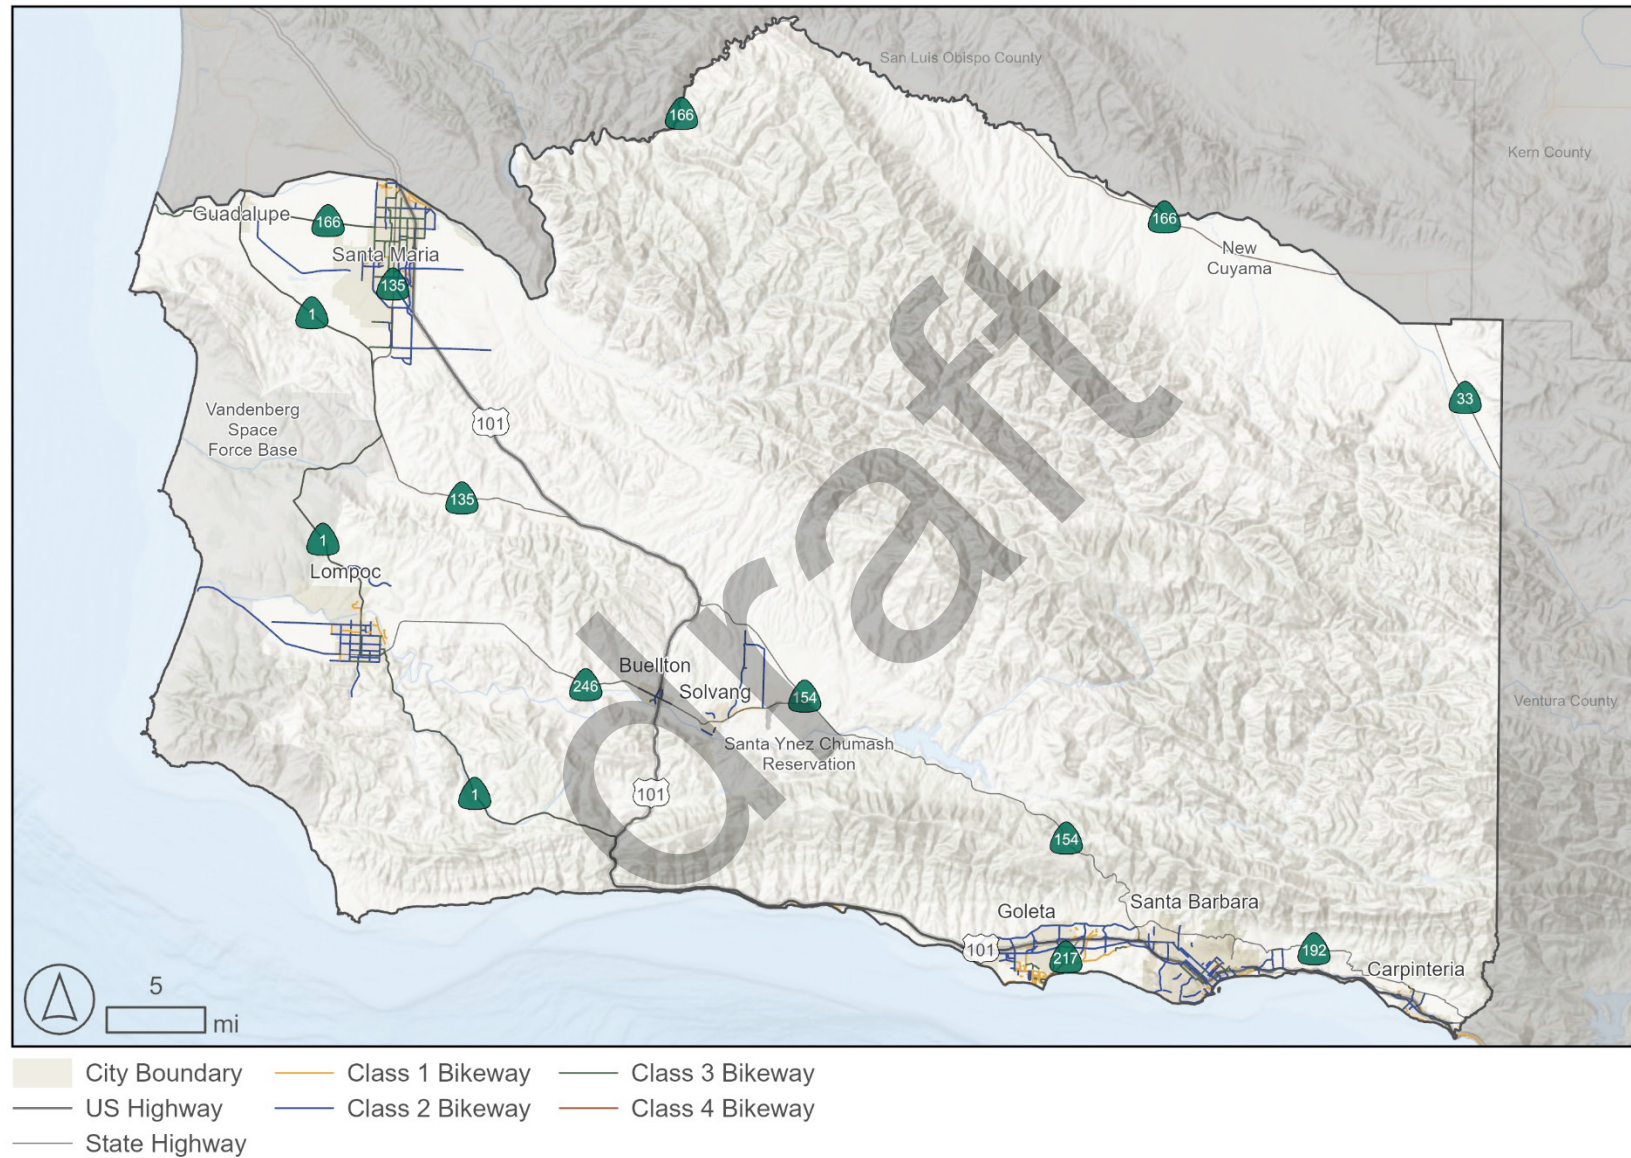 San Luis Obispo County
166
Kern County
Guadalupe
166
166
Santa Maria
New
Cuyama
135
1
33
Vandenberg
Space
Force Base
101
135
1
Lompoc
draft
Buellton
246
Solvang
154
Ventura County
Santa Ynez Chumash
Reservation
1
101
154
Santa Barbara
Goleta
101
217
192
Carpinteria
5
mi
City Boundary
Class 1 Bikeway
Class 3 Bikeway
US Highway
Class 2 Bikeway
Class 4 Bikeway
State Highway